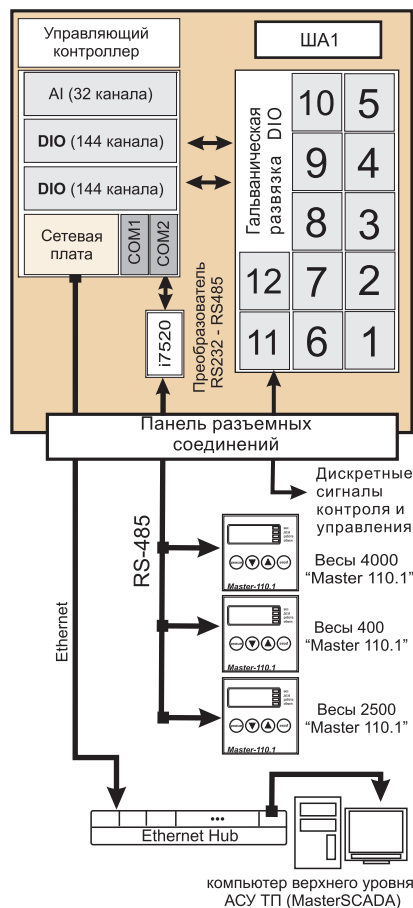 Управляющий
контроллер
ША1
AI (32 канала)
DIO (144 канала)
DIO (144 канала)
Сетевая
плата
COM1
COM2
Гальваническая
развязка DIO
10 5
9 4
8 3
12 7 2
11 6 1
i7520
Преобразователь
RS232 - RS485
Панель разъемных
соединений
Дискретные
сигналы
контроля и
управления
RS-485
Ethernet
Master-110.1
Весы 4000
“Master 110.1”
Master-110.1
Весы 400
“Master 110.1”
Master-110.1
Весы 2500
“Master 110.1”
Ethernet Hub
компьютер верхнего уровня
АСУ ТП (MasterSCADA)